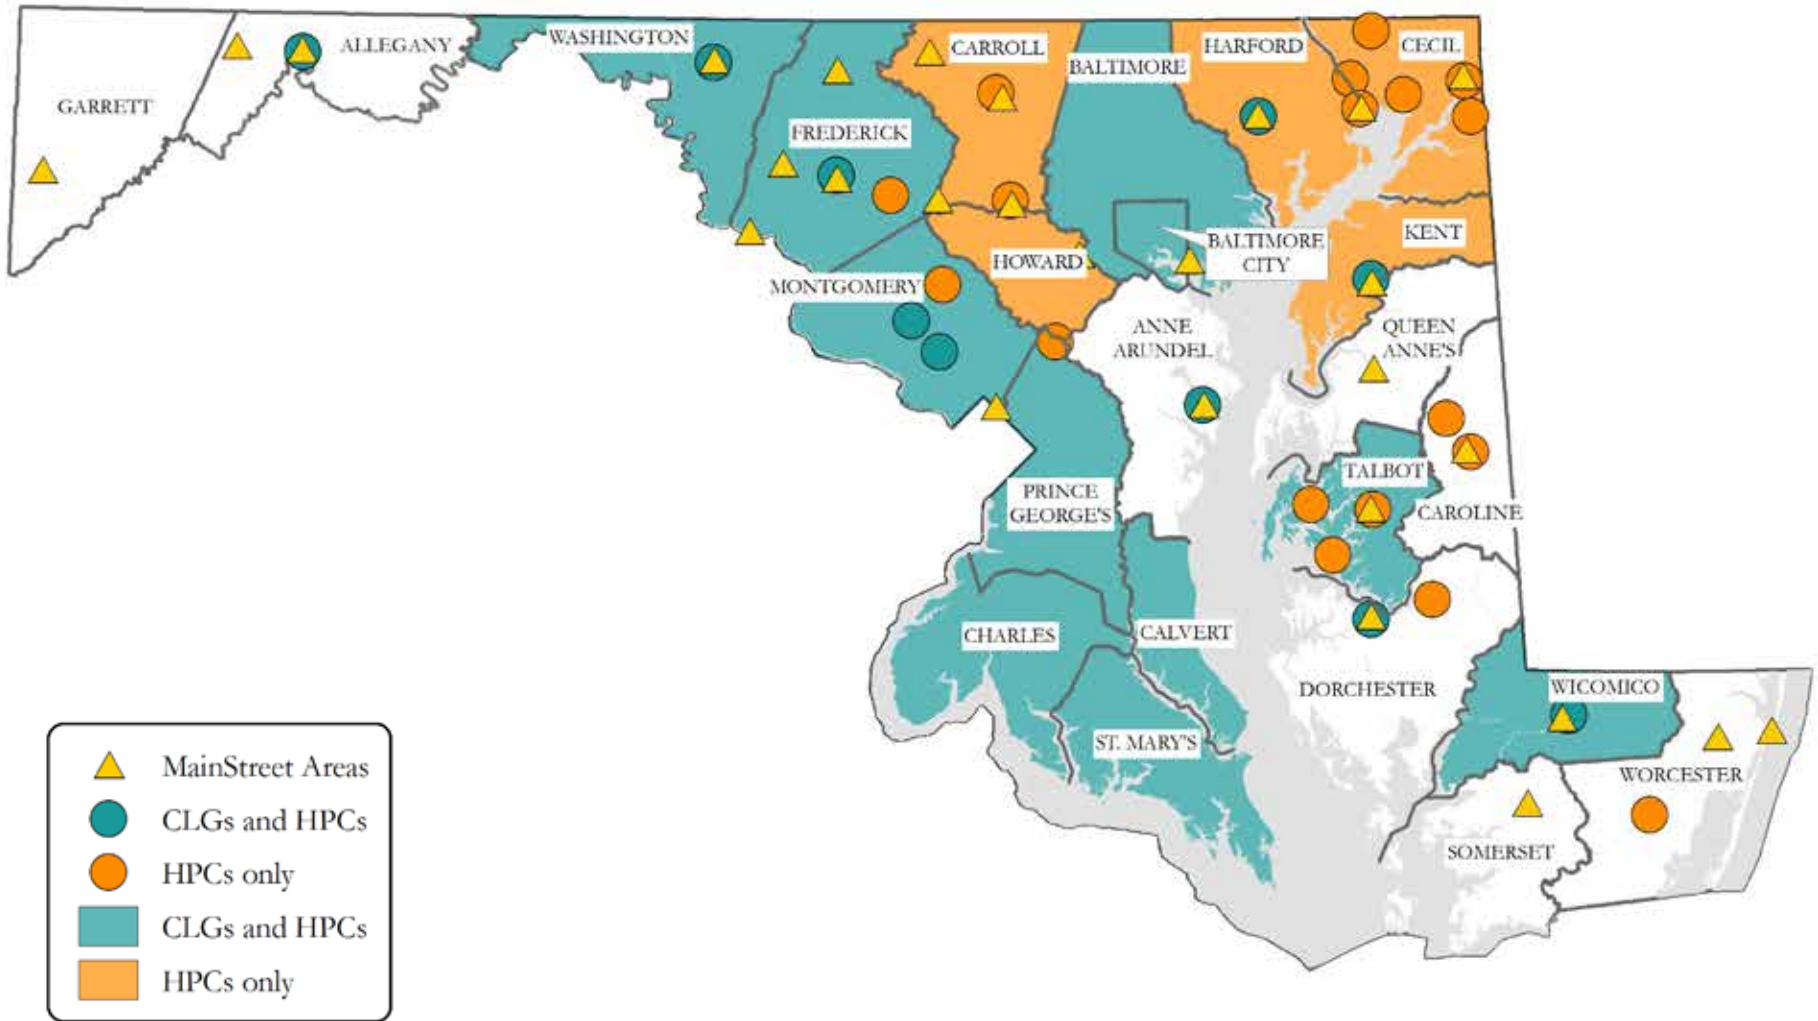 WASHINGTON
ALLEGANY
CARROLL
HARFORD
CECIL
BALTIMORE
GARRETT
FREDERICK
KENT
BALTIMORE
CITY
HOWARD
MONTGOMERY
ANNE
ARUNDEL
QUEEN
ANNE'S
TALBOT
PRINCE
GEORGE'S
CAROLINE
CHARLES
CALVERT
DORCHESTER
WICOMICO
ST. MARY'S
WORCESTER
SOMERSET
MainStreet Areas
CLGs and HPCs
HPCs only
CLGs and HPCs
HPCs only